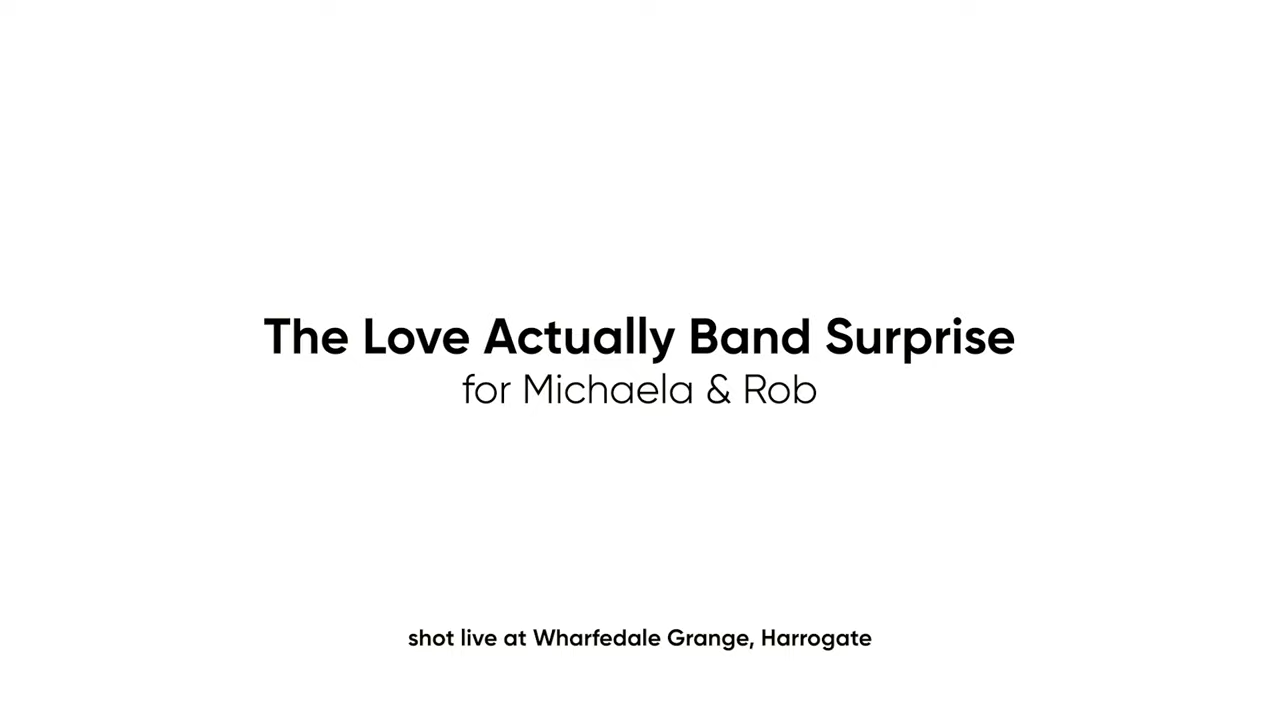 The Love Actually Band Surprise
for Michaela & Rob
shot live at Wharfedale Grange, Harrogate